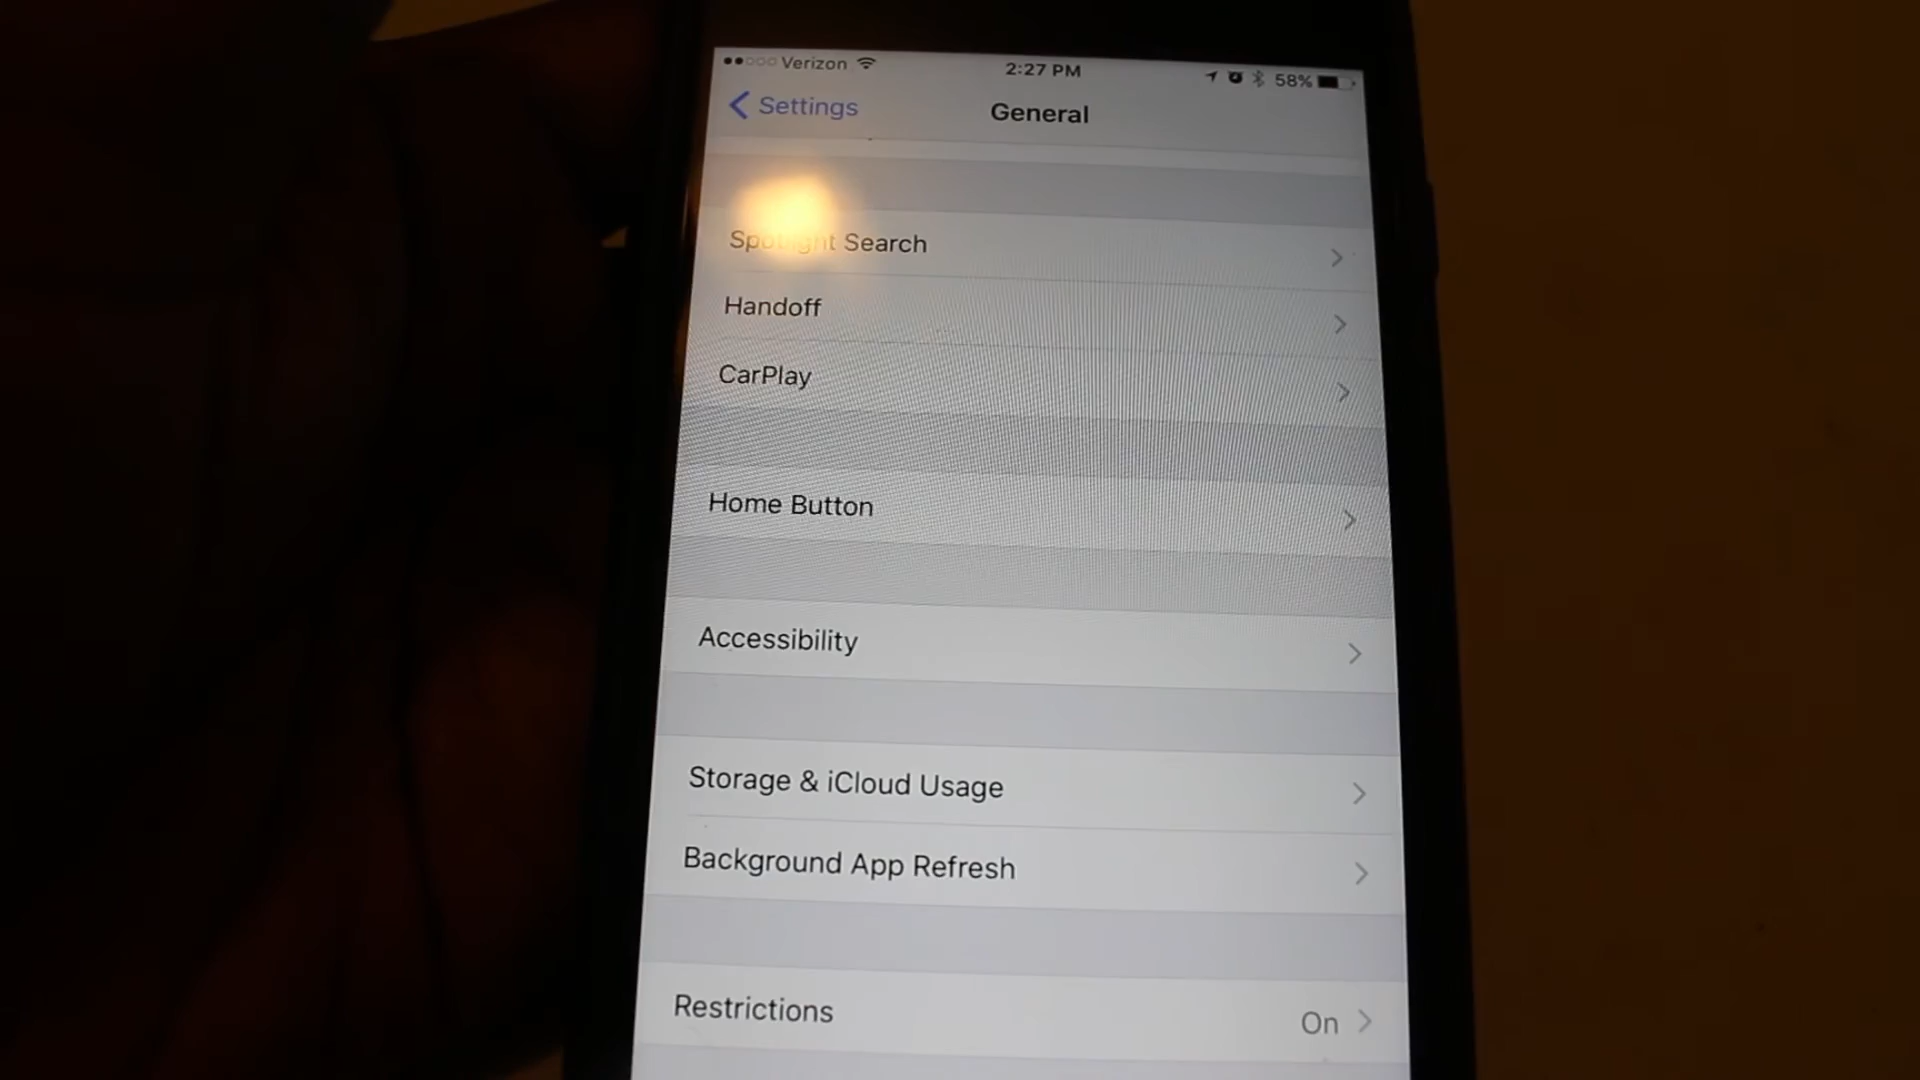 Verizon 2:27 PM 58%
Settings General
Spotlight Search
Handoff
CarPlay
Home Button
Accessibility
Storage & iCloud Usage
Background App Refresh
Restrictions On